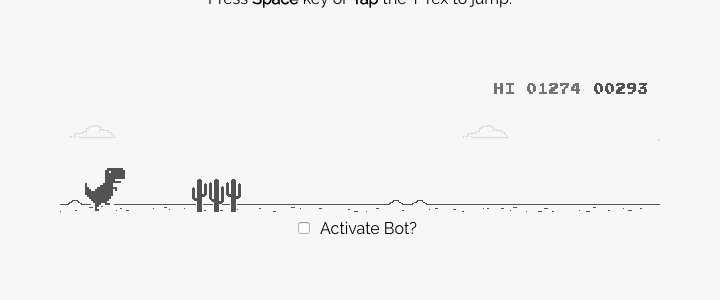 Press Space key or Tap the T-rex to jump.
HI 01274 00293
Activate Bot?